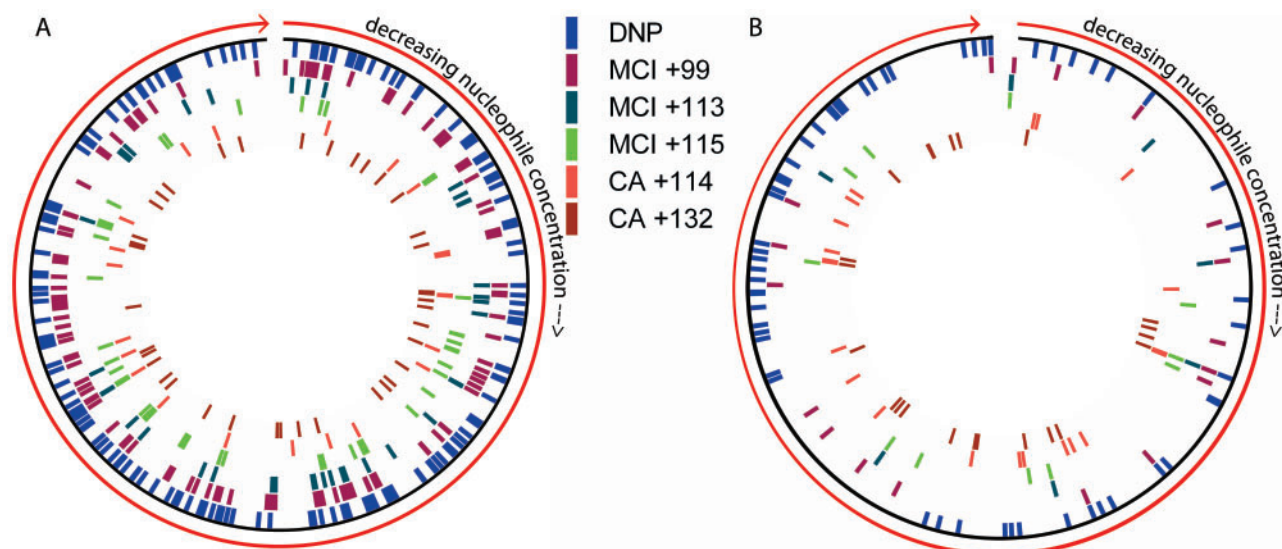 A
decreasing nucleophile concentration ---->
DNP
MCI +99
MCI +113
MCI +115
CA +114
CA +132
B
decreasing nucleophile concentration ---->